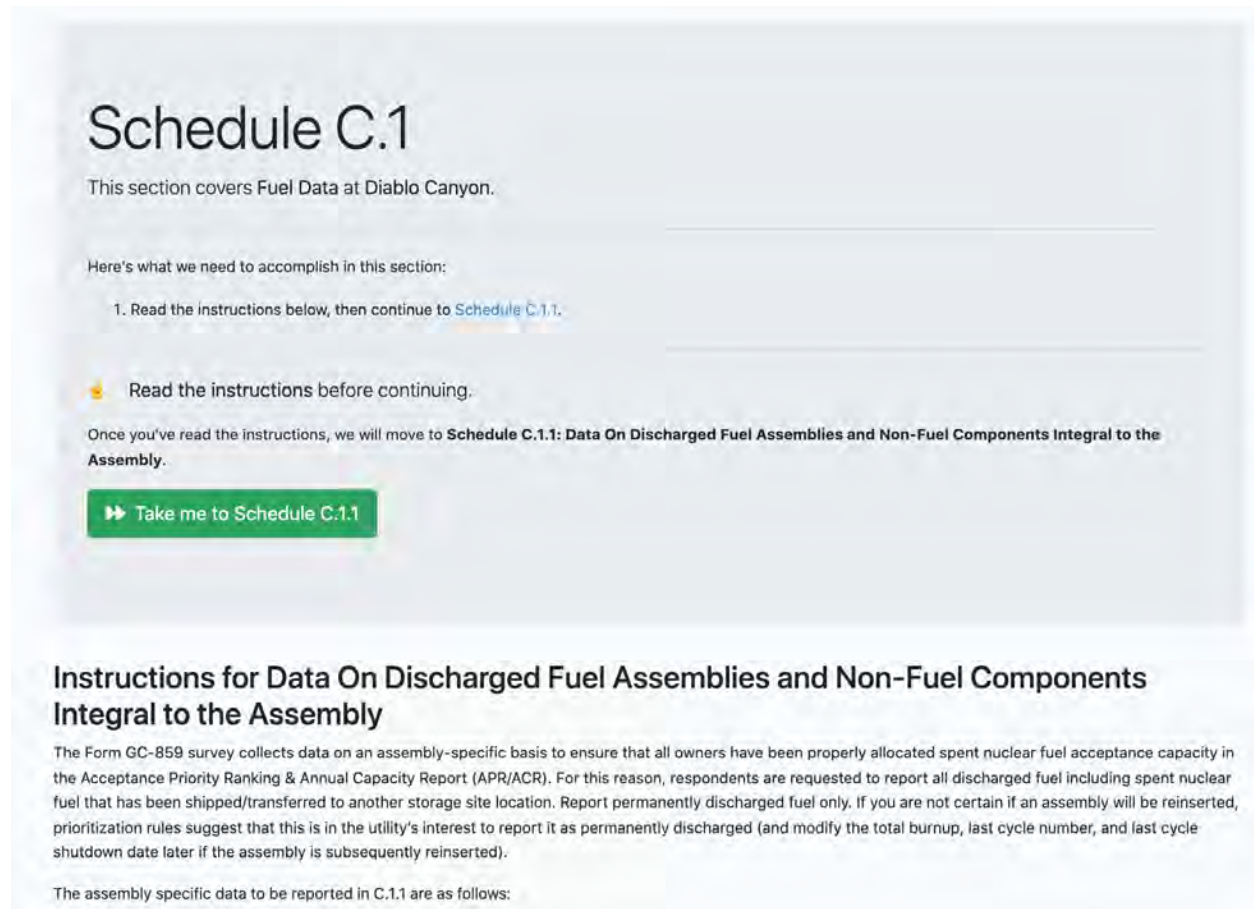 Schedule C.1
This section covers Fuel Data at Diablo Canyon.
Here's what we need to accomplish in this section:
1. Read the instructions below, then continue to Schedule C.1.1.
Read the instructions before continuing.
Once you've read the instructions, we will move to Schedule C.1.1: Data On Discharged Fuel Assemblies and Non-Fuel Components Integral to the
Assembly.
Take me to Schedule C.1.1
Instructions for Data On Discharged Fuel Assemblies and Non-Fuel Components
Integral to the Assembly
The Form GC-859 survey collects data on an assembly-specific basis to ensure that all owners have been properly allocated spent nuclear fuel acceptance capacity in
the Acceptance Priority Ranking & Annual Capacity Report (APR/ACR). For this reason, respondents are requested to report all discharged fuel including spent nuclear
fuel that has been shipped/transferred to another storage site location. Report permanently discharged fuel only. If you are not certain if an assembly will be reinserted,
prioritization rules suggest that this is in the utility's interest to report it as permanently discharged (and modify the total burnup, last cycle number, and last cycle
shutdown date later if the assembly is subsequently reinserted).
The assembly specific data to be reported in C.1.1 are as follows: